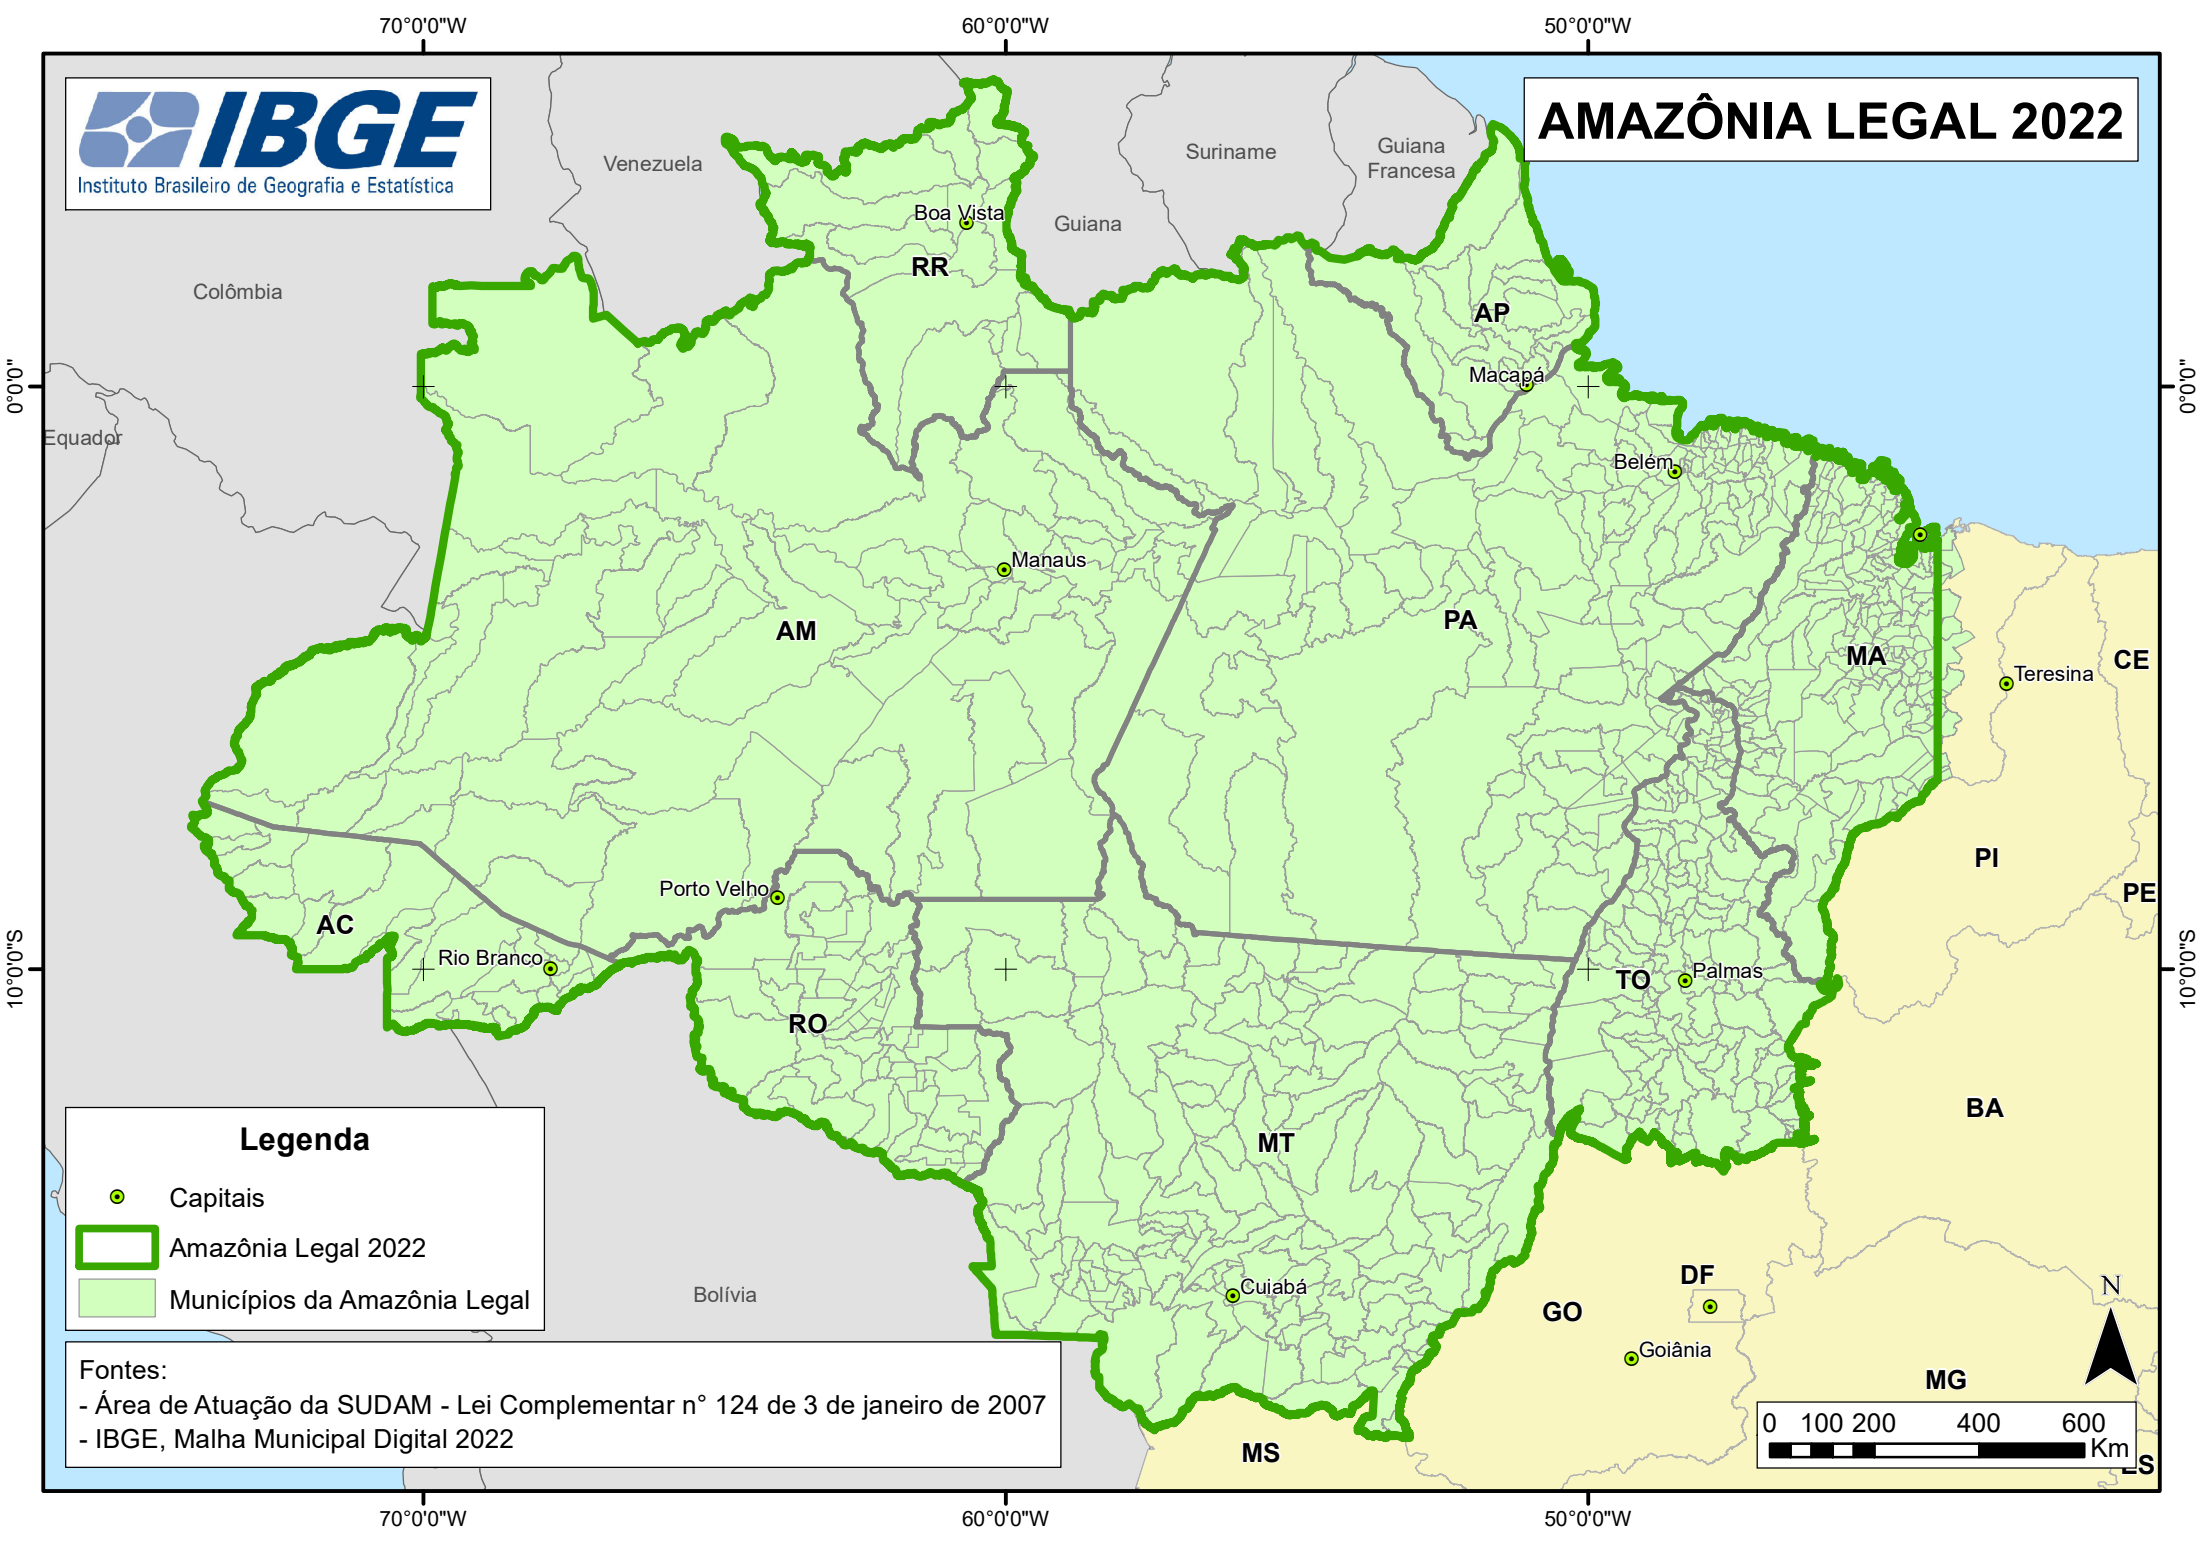 70°0'0"W
60°0'0"W
50°0'0"W
IBGE
Instituto Brasileiro de Geografia e Estatística
AMAZÔNIA LEGAL 2022
Venezuela
Suriname
Guiana
Francesa
Guiana
Boa Vista
RR
Colômbia
AP
Macapá
0°0'0"
0°0'0"
Equador
Belém
Manaus
AM
PA
MA
CE
Teresina
PI
Porto Velho
PE
AC
Rio Branco
10°0'0"S
10°0'0"S
TO
Palmas
RO
BA
MT
Legenda
Capitais
Amazônia Legal 2022
Municípios da Amazônia Legal
Bolívia
Cuiabá
DF
GO
Goiânia
N
MG
MS
ES
0 100 200 400 600
Km
Fontes:
- Área de Atuação da SUDAM - Lei Complementar n° 124 de 3 de janeiro de 2007
- IBGE, Malha Municipal Digital 2022
70°0'0"W
60°0'0"W
50°0'0"W